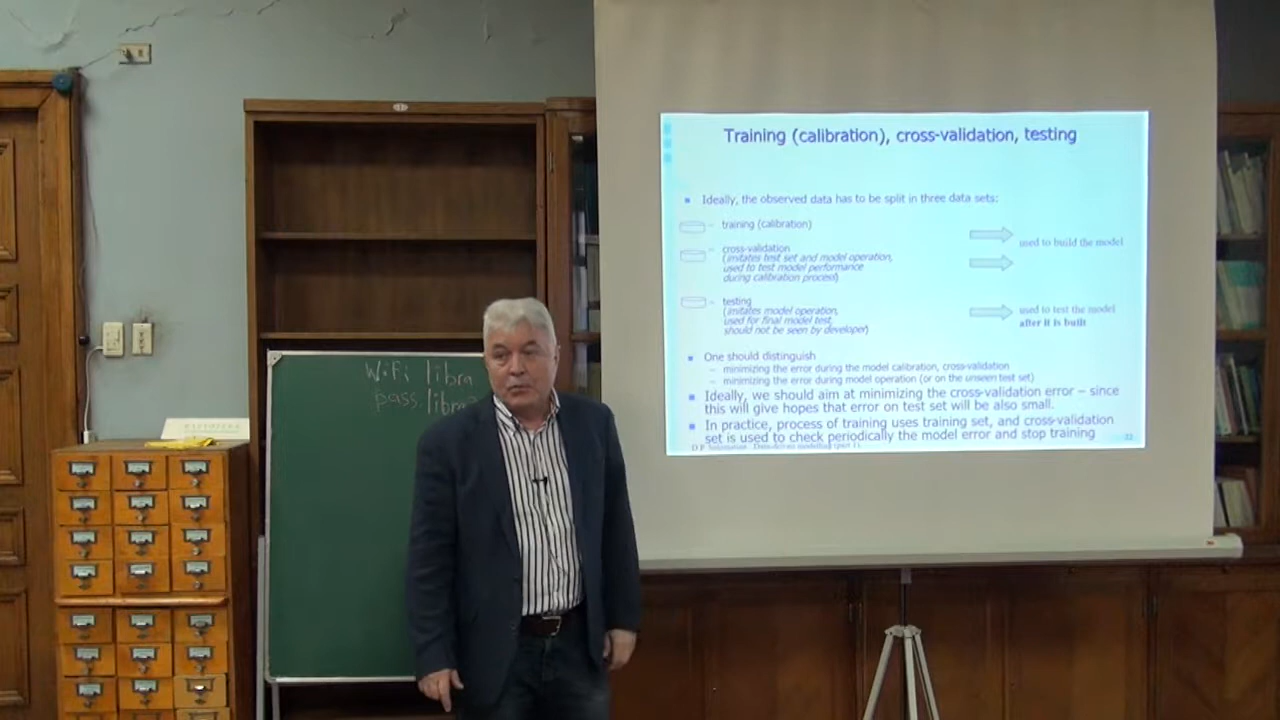 WiFi libra
pass. libra
Training (calibration), cross-validation, testing
Ideally, the observed data has to be split in three data sets:
– training (calibration)
– cross-validation
(imitates test set and model operation,
used to test model performance
during calibration process)
used to build the model
– testing
(imitates model operation,
used for final model test,
should not be seen by developer)
used to test the model
after it is built
One should distinguish
– minimizing the error during the model calibration, cross-validation
– minimizing the error during model operation (or on the unseen test set)
Ideally, we should aim at minimizing the cross-validation error – since
this will give hopes that error on test set will be also small.
In practice, process of training uses training set, and cross-validation
set is used to check periodically the model error and stop training
Data-driven modelling (part 1).